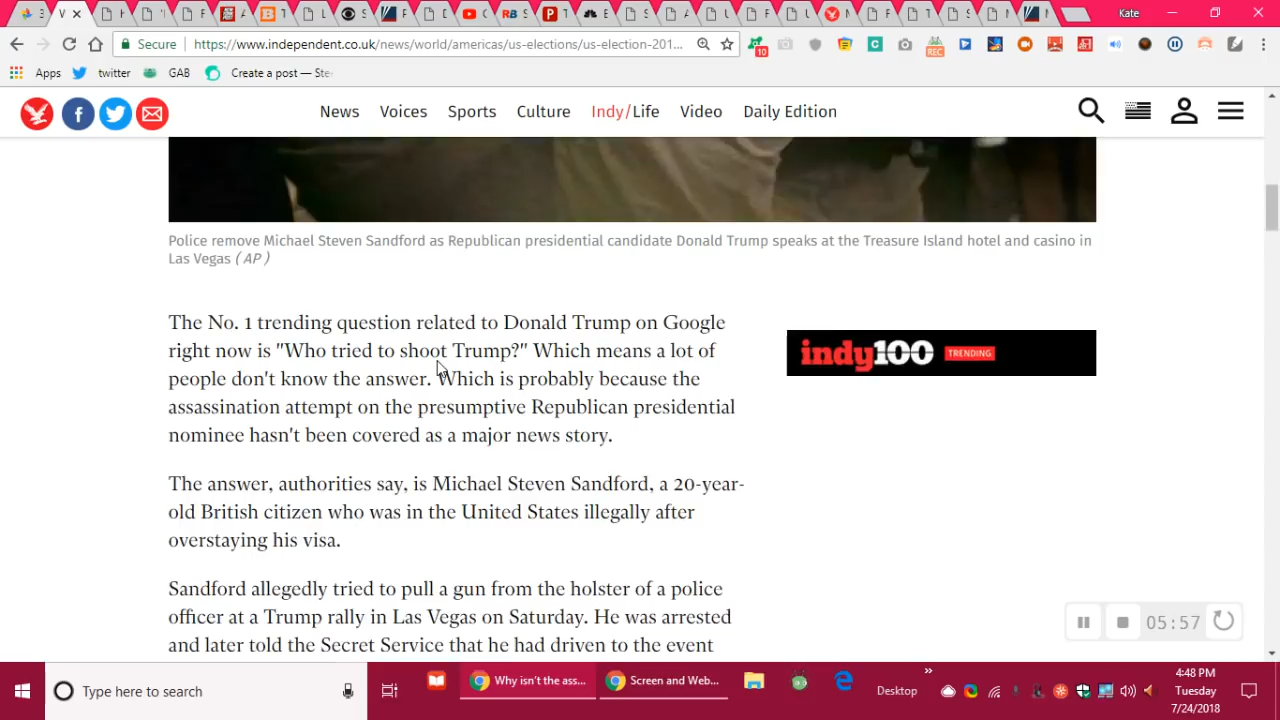 Kate
Secure
https://www.independent.co.uk/news/world/americas/us-elections/us-election-201...
10
REC
Apps
twitter
GAB
Create a post — Ste
News
Voices
Sports
Culture
Indy/Life
Video
Daily Edition
Police remove Michael Steven Sandford as Republican presidential candidate Donald Trump speaks at the Treasure Island hotel and casino in
Las Vegas ( AP )
The No. 1 trending question related to Donald Trump on Google
right now is "Who tried to shoot Trump?" Which means a lot of
people don't know the answer. Which is probably because the
assassination attempt on the presumptive Republican presidential
nominee hasn't been covered as a major news story.
indy100 TRENDING
The answer, authorities say, is Michael Steven Sandford, a 20-year-
old British citizen who was in the United States illegally after
overstaying his visa.
Sandford allegedly tried to pull a gun from the holster of a police
officer at a Trump rally in Las Vegas on Saturday. He was arrested
and later told the Secret Service that he had driven to the event
05:57
Type here to search
Why isn't the ass...
Screen and Web...
Desktop
4:48 PM
Tuesday
7/24/2018